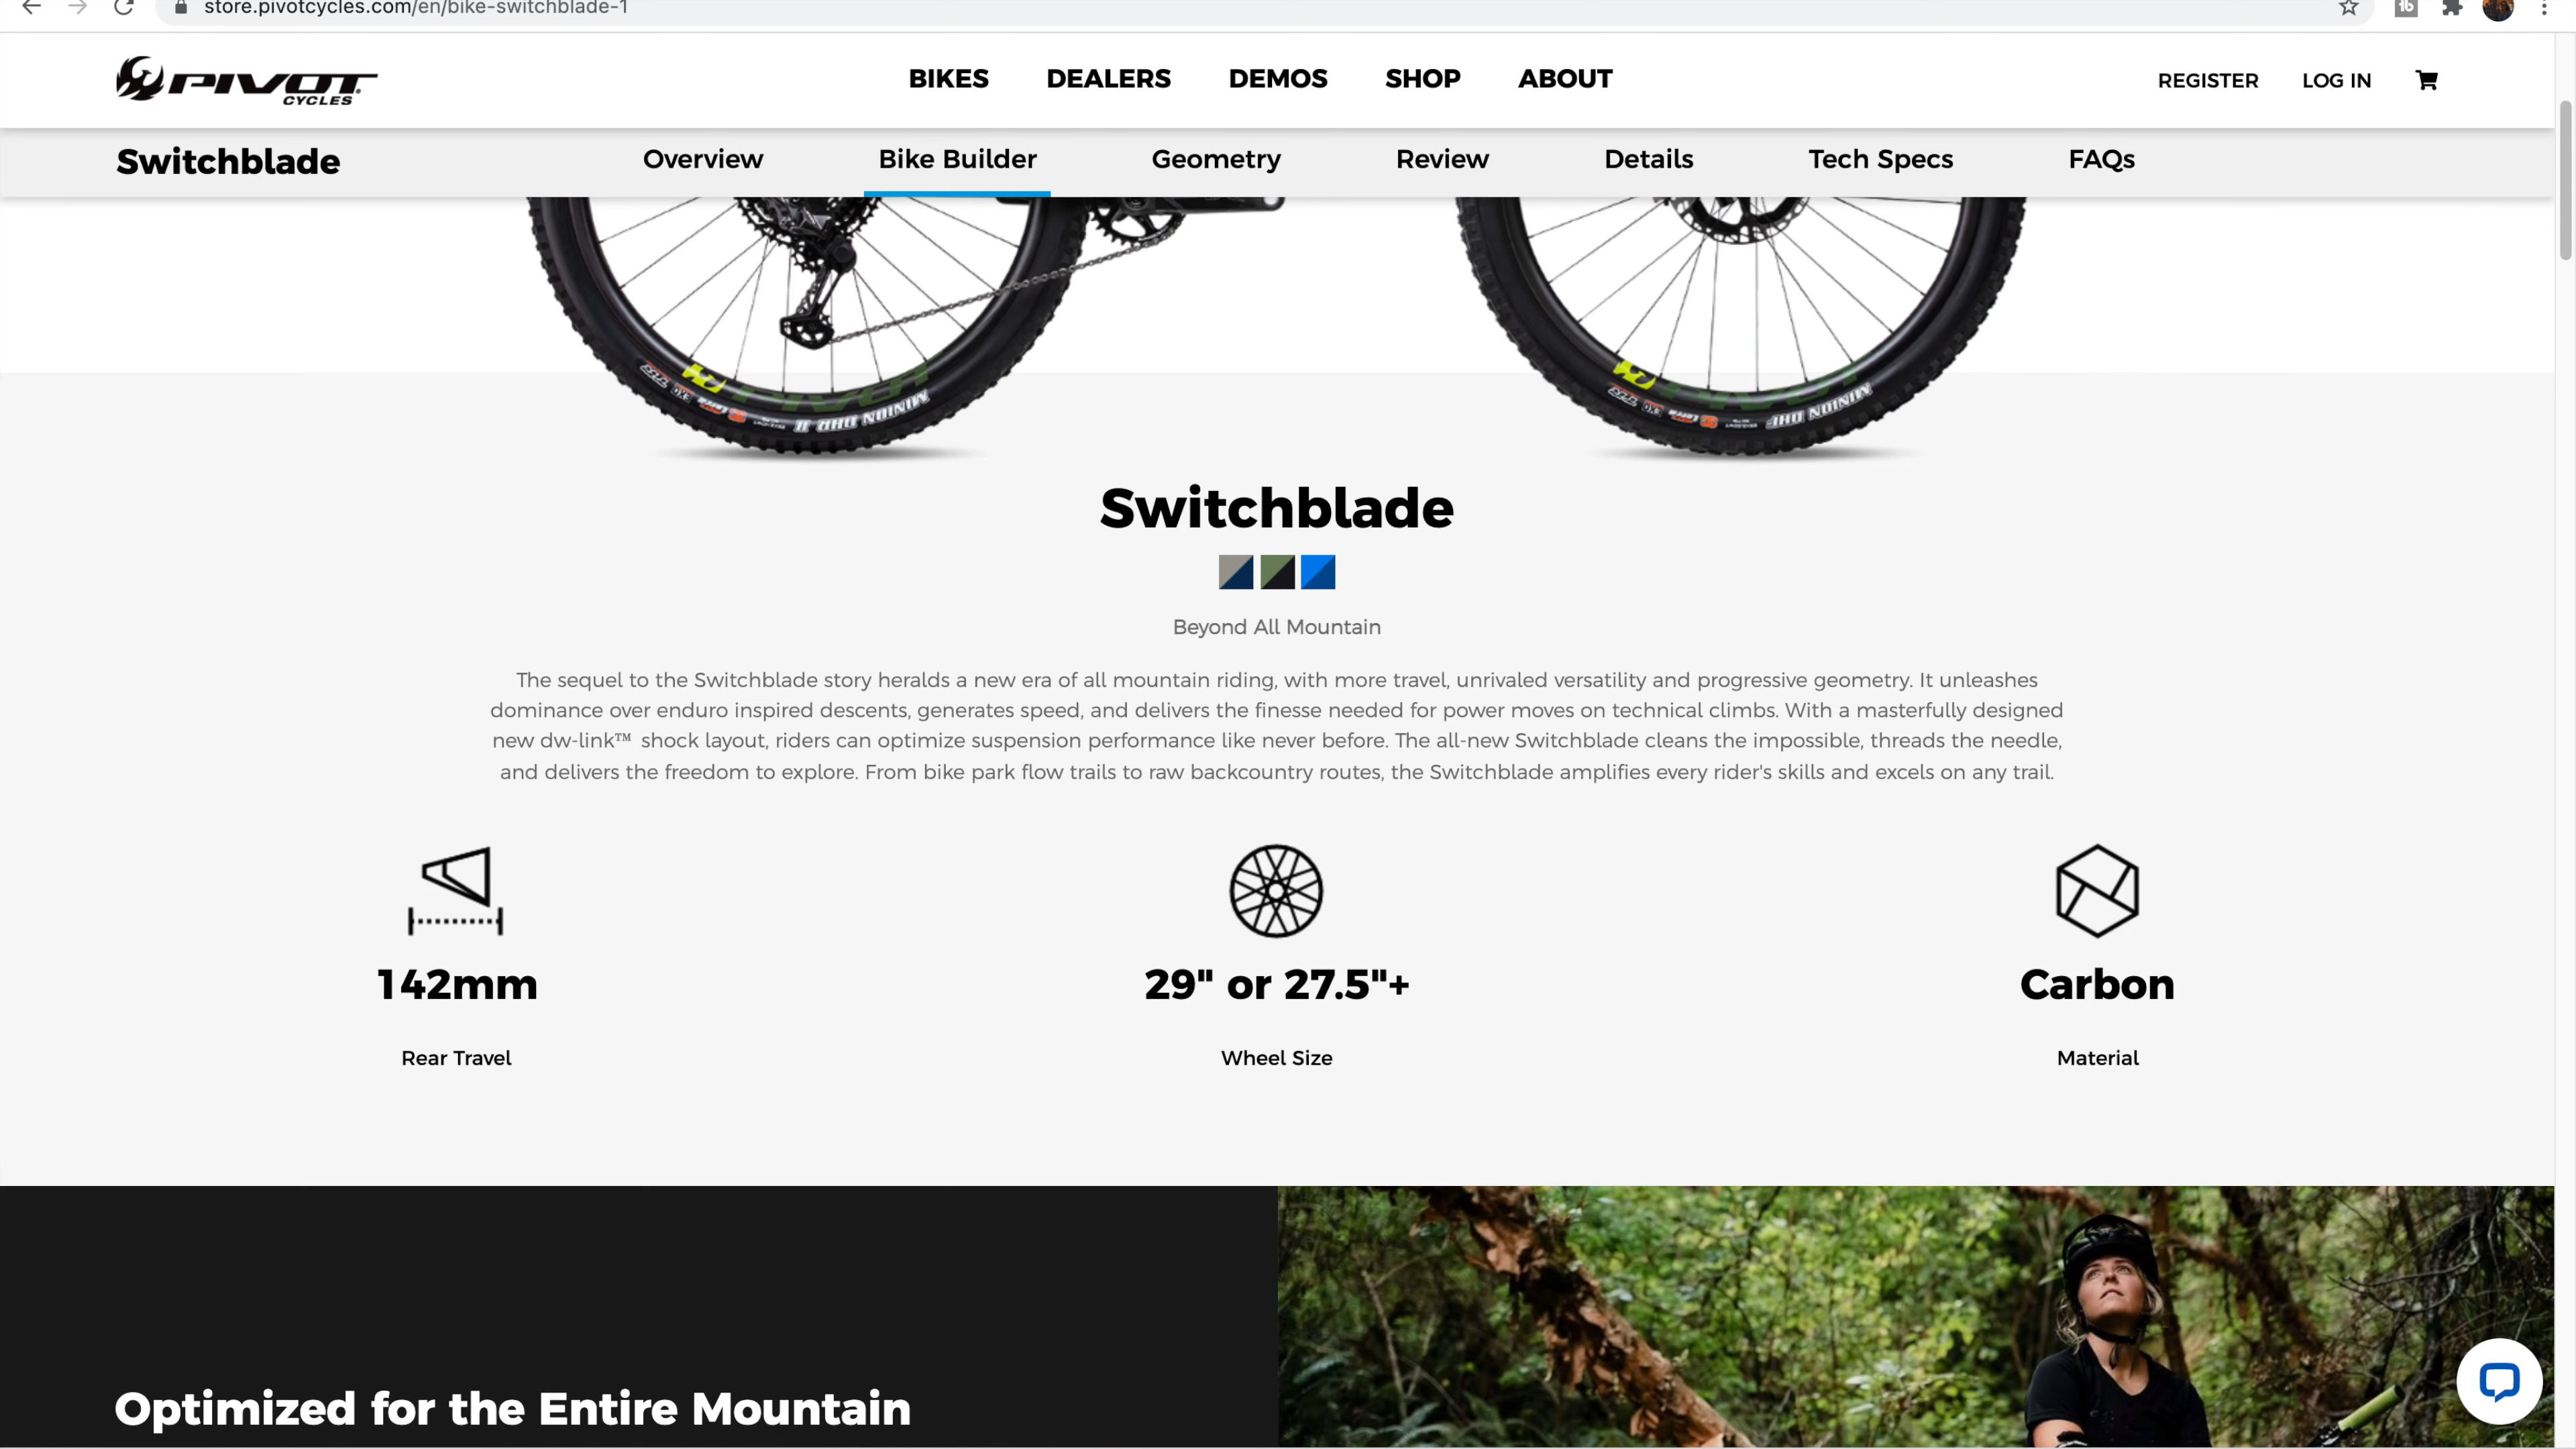 store.pivotcycles.com/en/bike-switchblade-1
PIVOT CYCLES
BIKES DEALERS DEMOS SHOP ABOUT
REGISTER LOG IN
Switchblade
Overview Bike Builder Geometry Review Details Tech Specs FAQs
PIVOT
MINION DHR II
PIVOT
MINION DHF
Switchblade
Beyond All Mountain
The sequel to the Switchblade story heralds a new era of all mountain riding, with more travel, unrivaled versatility and progressive geometry. It unleashes
dominance over enduro inspired descents, generates speed, and delivers the finesse needed for power moves on technical climbs. With a masterfully designed
new dw-link™ shock layout, riders can optimize suspension performance like never before. The all-new Switchblade cleans the impossible, threads the needle,
and delivers the freedom to explore. From bike park flow trails to raw backcountry routes, the Switchblade amplifies every rider's skills and excels on any trail.
142mm
Rear Travel
29" or 27.5"+
Wheel Size
Carbon
Material
Optimized for the Entire Mountain